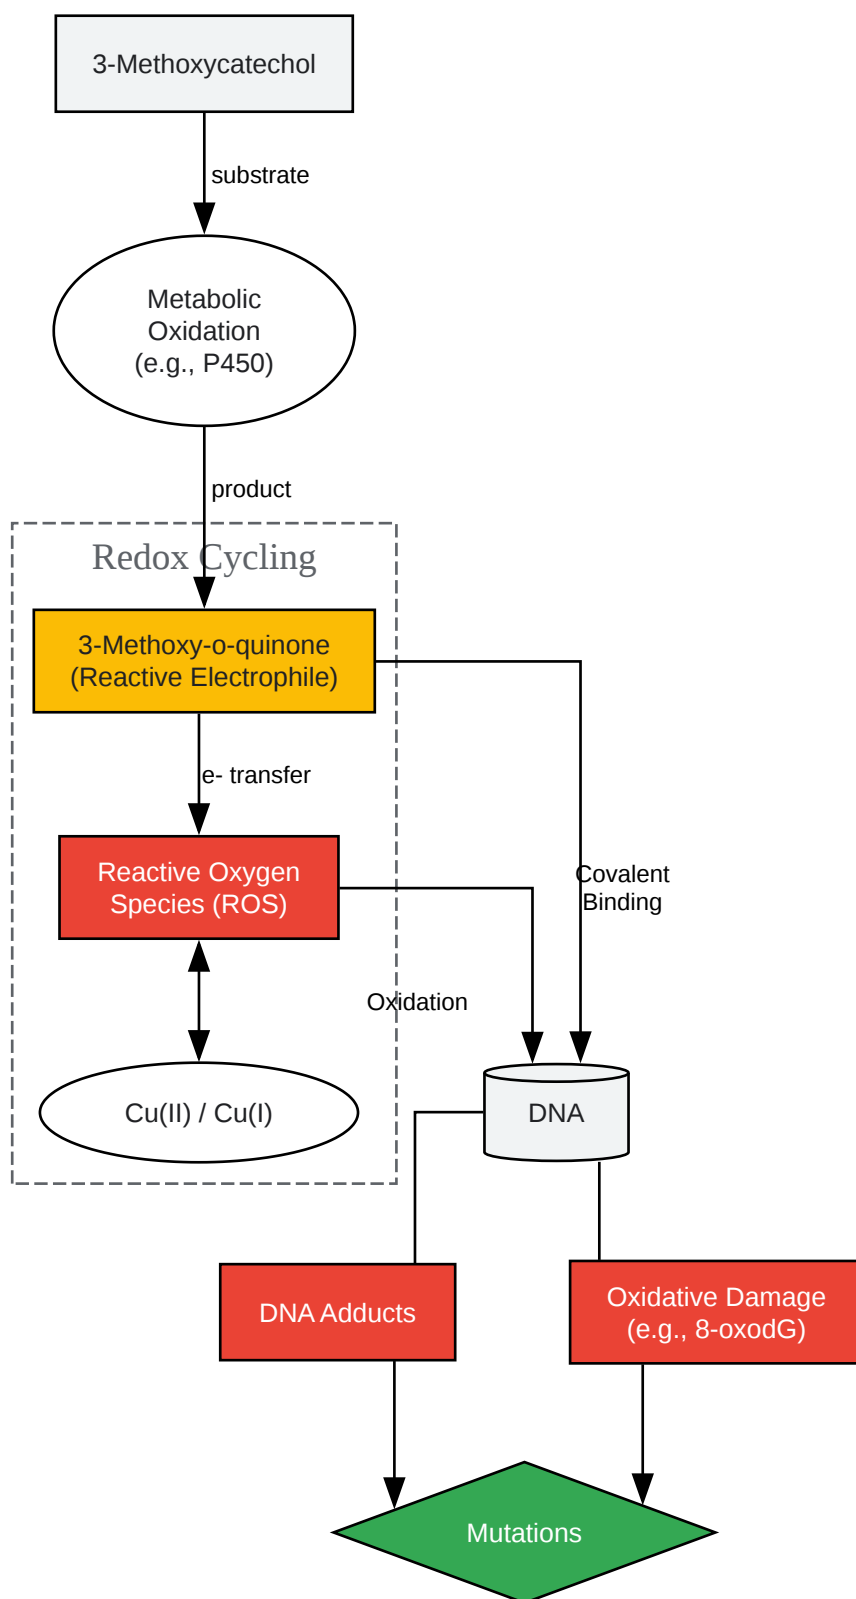 3-Methoxycatechol
substrate
Metabolic
Oxidation
(e.g., P450)
product
Redox Cycling
3-Methoxy-o-quinone
(Reactive Electrophile)
e- transfer
Reactive Oxygen
Species (ROS)
Covalent
Binding
Oxidation
Cu(II) / Cu(I)
DNA
DNA Adducts
Oxidative Damage
(e.g., 8-oxodG)
Mutations